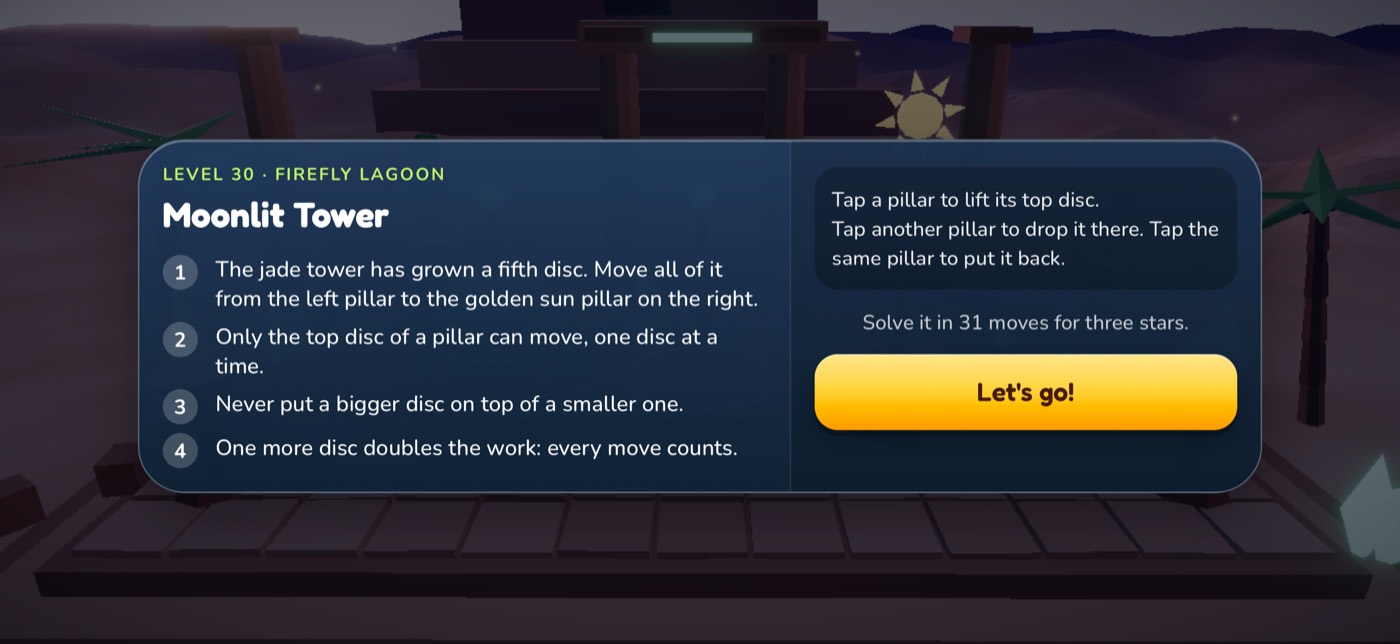 LEVEL 30 · FIREFLY LAGOON
Moonlit Tower
1
The jade tower has grown a fifth disc. Move all of it
from the left pillar to the golden sun pillar on the right.
2
Only the top disc of a pillar can move, one disc at a
time.
3
Never put a bigger disc on top of a smaller one.
4
One more disc doubles the work: every move counts.
Tap a pillar to lift its top disc.
Tap another pillar to drop it there. Tap the
same pillar to put it back.
Solve it in 31 moves for three stars.
Let's go!